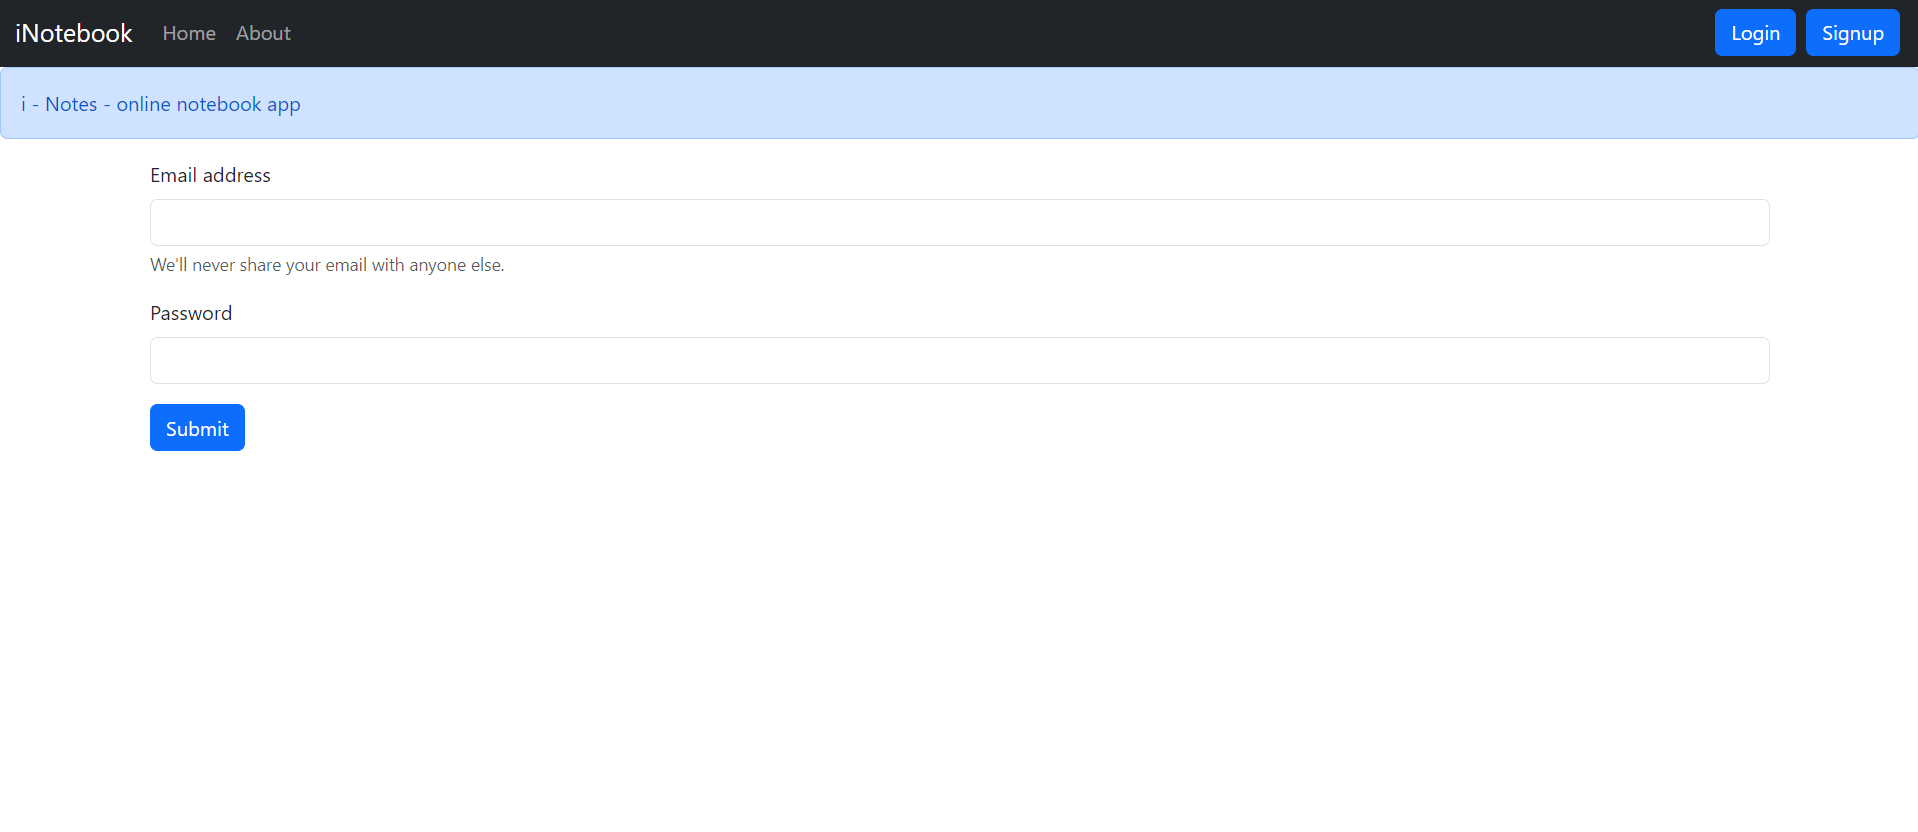 iNotebook Home About Login Signup
i - Notes - online notebook app
Email address
We'll never share your email with anyone else.
Password
Submit